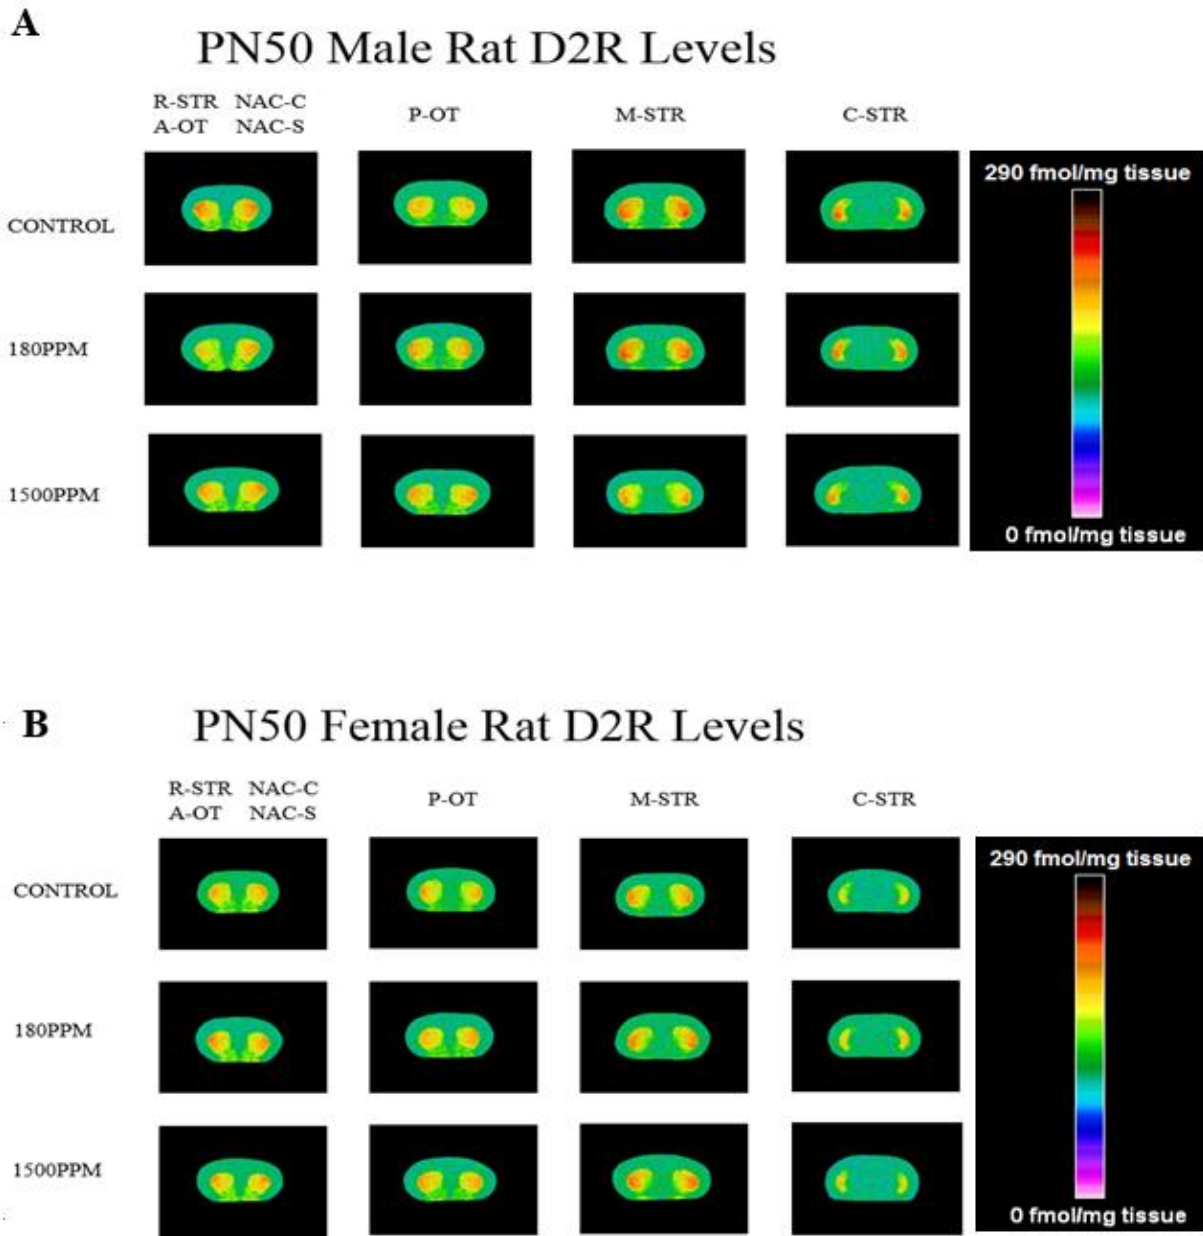 A
PN50 Male Rat D2R Levels
R-STR NAC-C
A-OT NAC-S
P-OT
M-STR
C-STR
CONTROL
180PPM
1500PPM
290 fmol/mg tissue
0 fmol/mg tissue
B
PN50 Female Rat D2R Levels
R-STR NAC-C
A-OT NAC-S
P-OT
M-STR
C-STR
CONTROL
180PPM
1500PPM
290 fmol/mg tissue
0 fmol/mg tissue